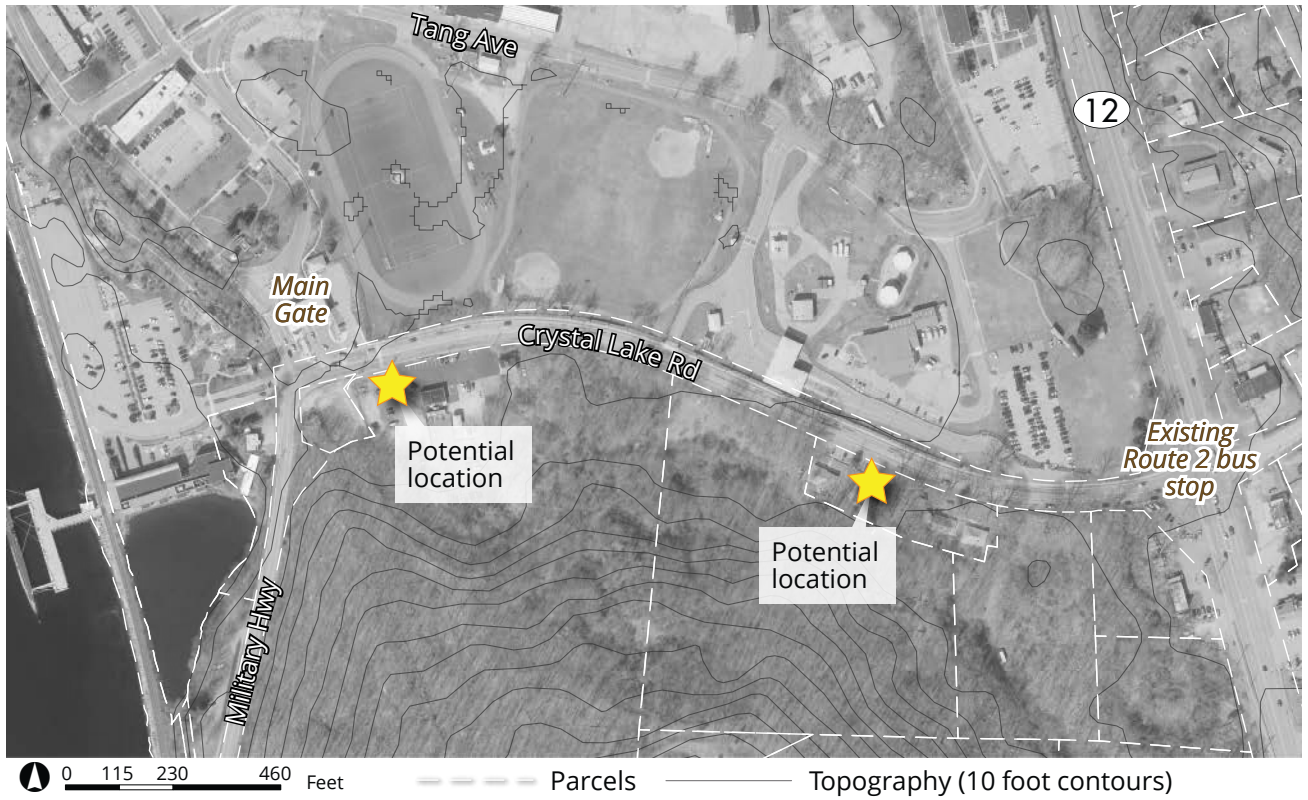 Tang Ave
12
Main
Gate
Crystal Lake Rd
Potential
location
Existing
Route 2 bus
stop
Potential
location
Military Hwy
0 115 230 460 Feet
Parcels
Topography (10 foot contours)